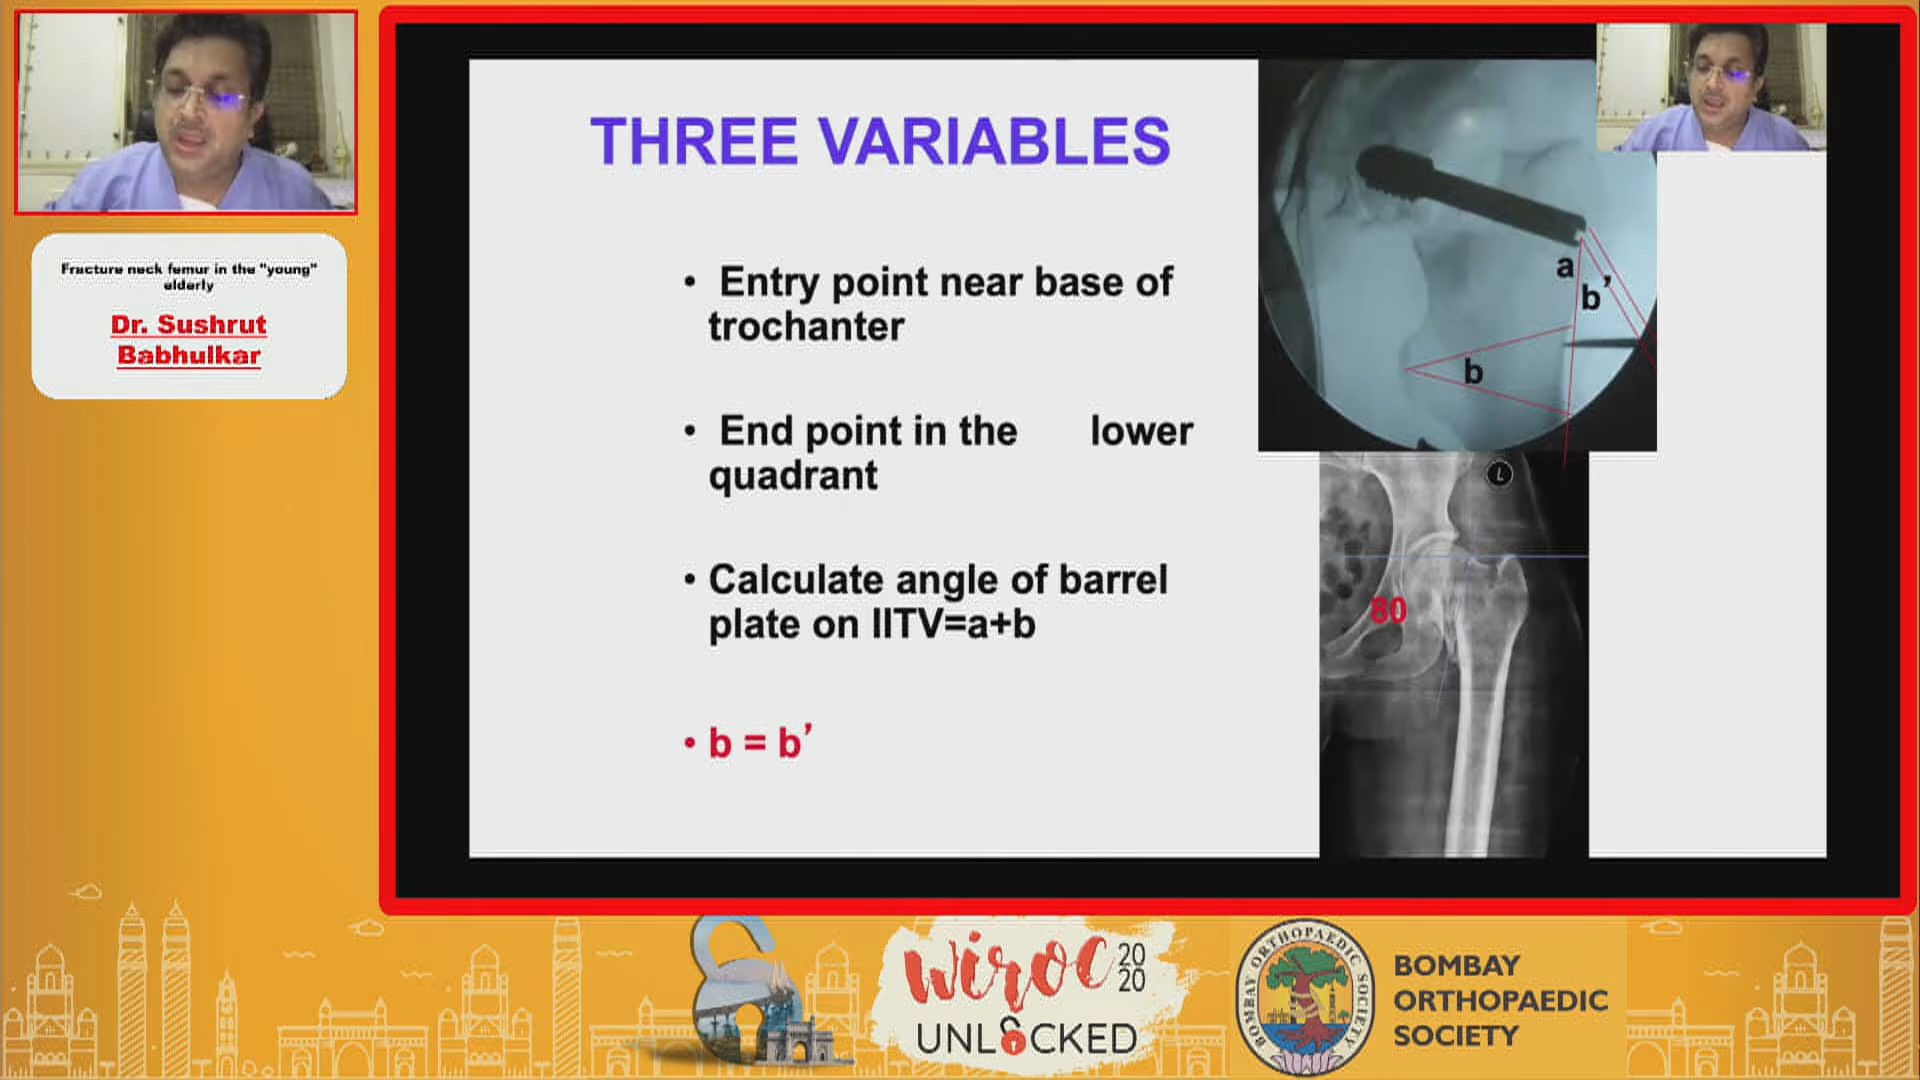 Fracture neck femur in the "young"
elderly
Dr. Sushrut
Babhulkar
THREE VARIABLES
• Entry point near base of
trochanter
• End point in the lower
quadrant
• Calculate angle of barrel
plate on IITV=a+b
• b = b’
a
b’
b
L
80
wiroc 20
20
UNLOCKED
BOMBAY ORTHOPAEDIC SOCIETY
BOMBAY
ORTHOPAEDIC
SOCIETY